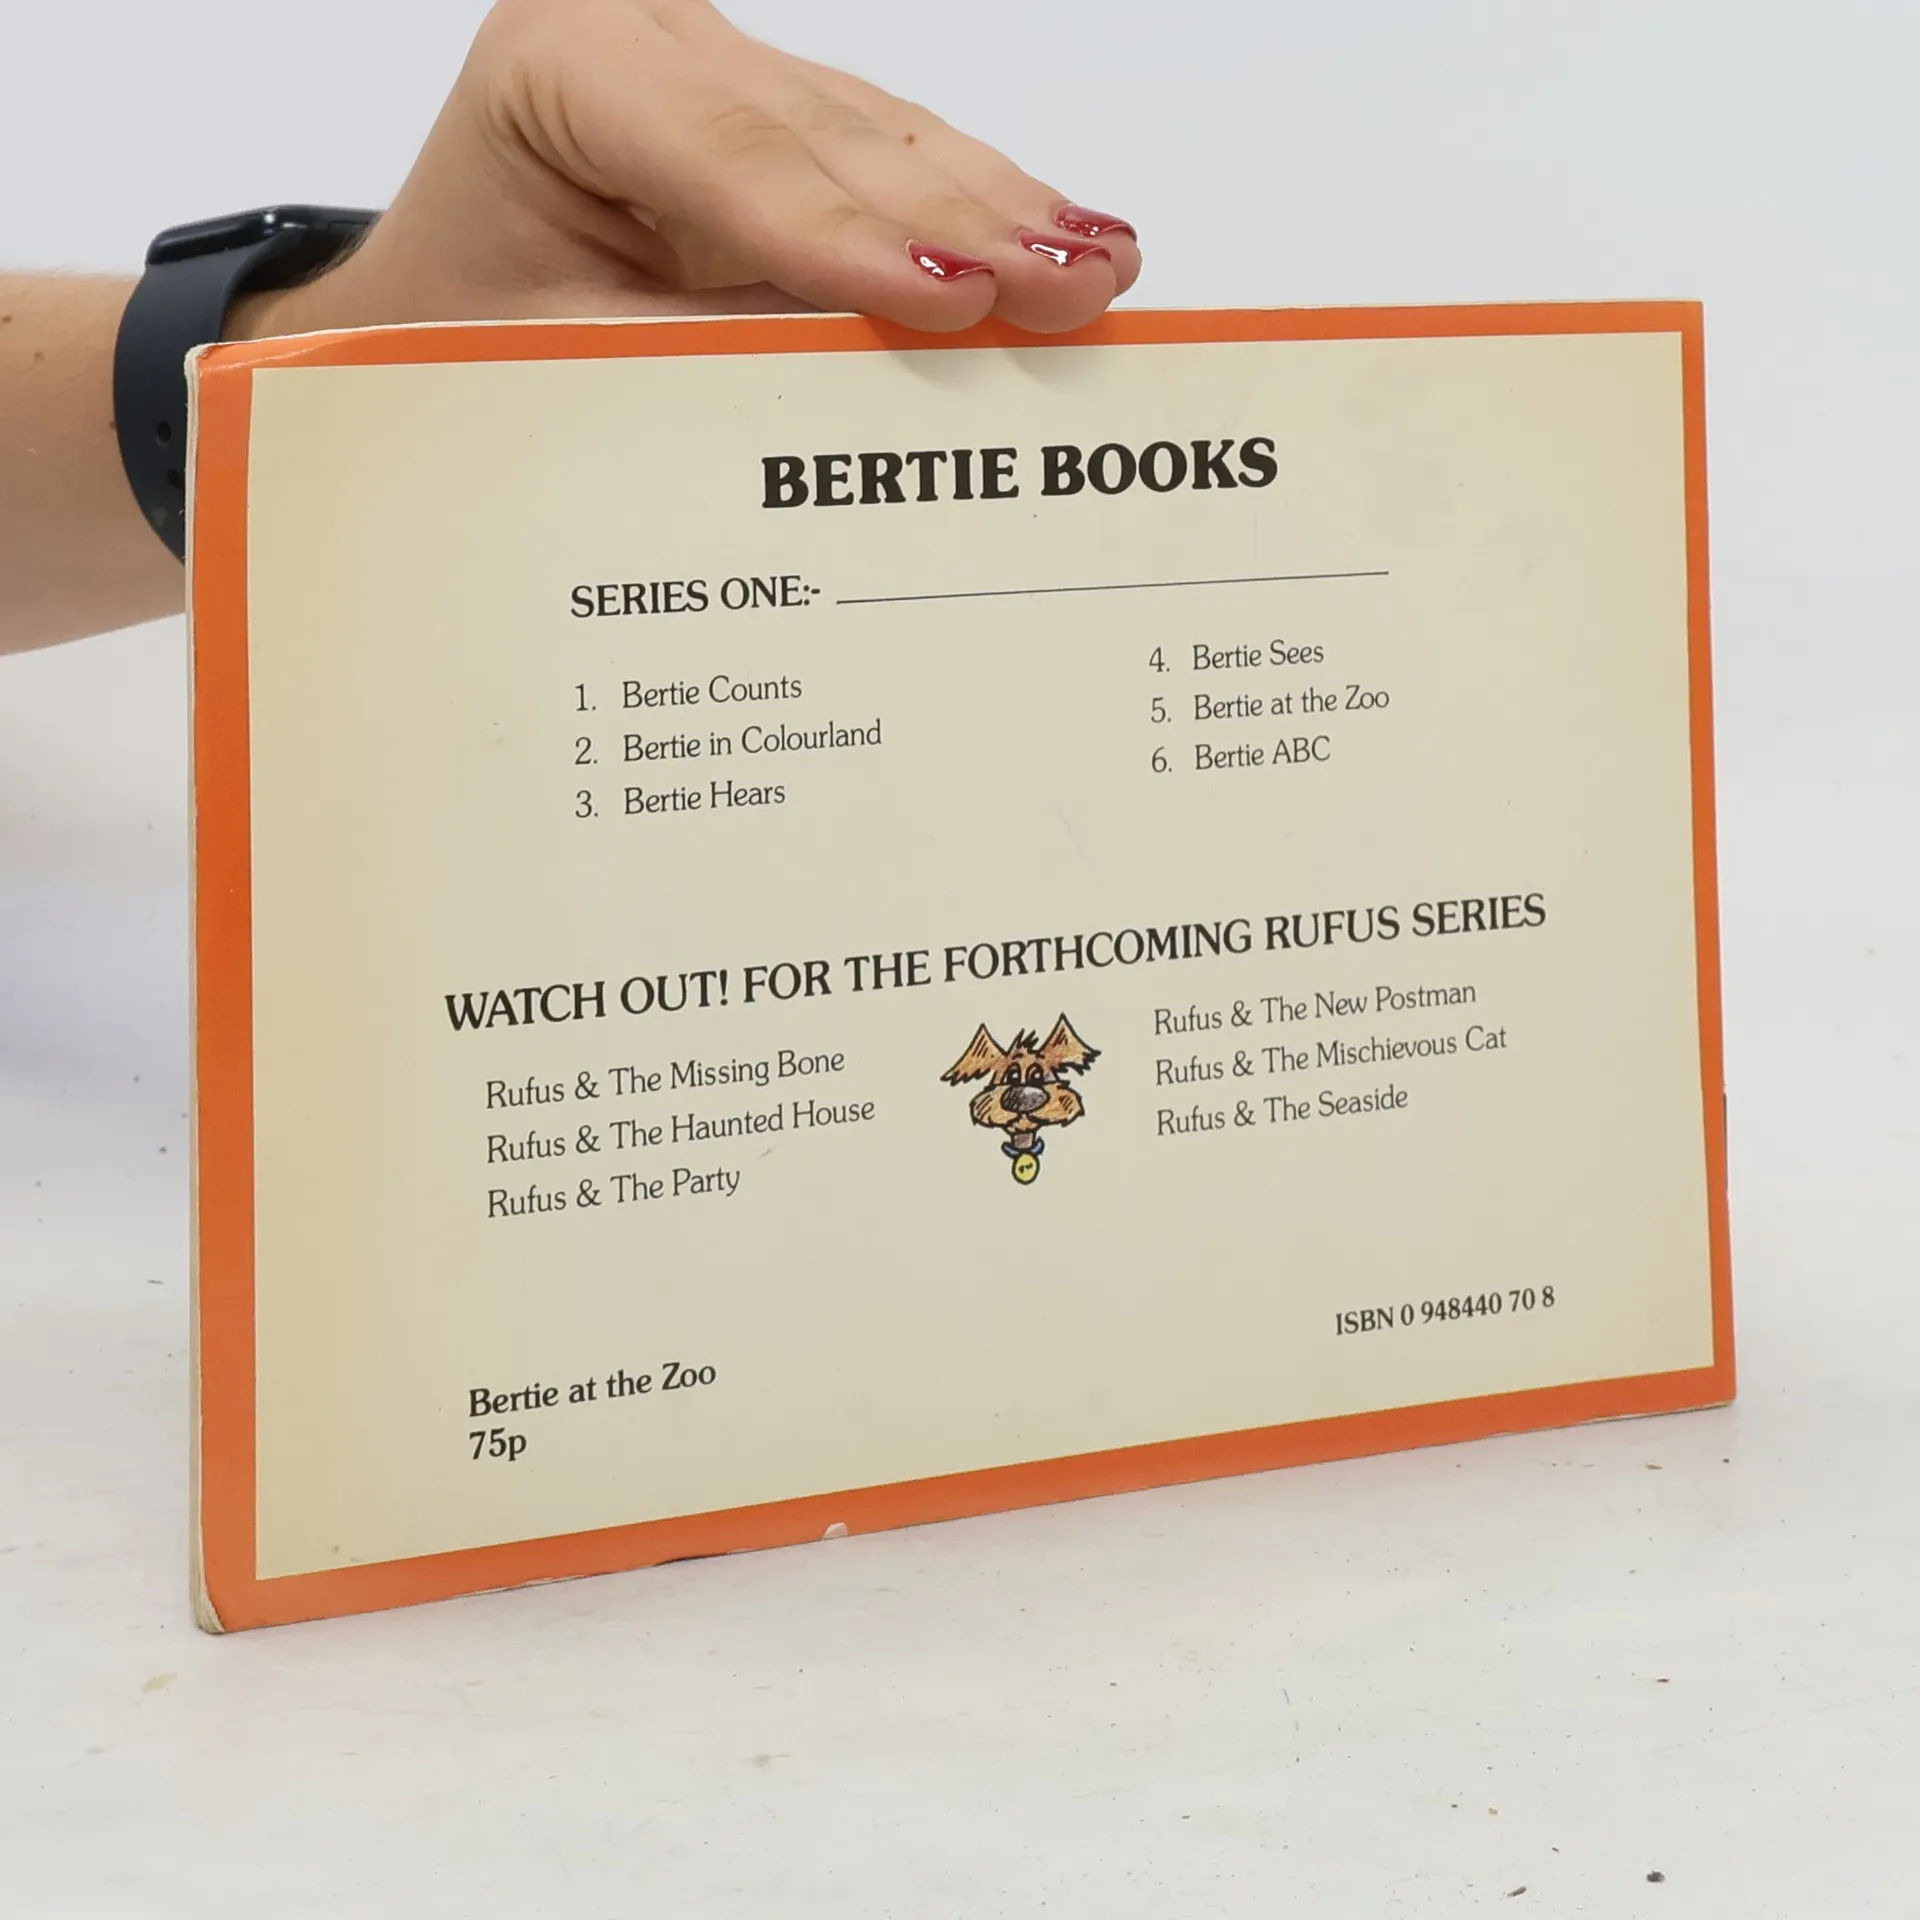 BERTIE BOOKS
SERIES ONE:-
1. Bertie Counts
2. Bertie in Colourland
3. Bertie Hears
4. Bertie Sees
5. Bertie at the Zoo
6. Bertie ABC
WATCH OUT! FOR THE FORTHCOMING RUFUS SERIES
Rufus & The Missing Bone
Rufus & The Haunted House
Rufus & The Party
Rufus & The New Postman
Rufus & The Mischievous Cat
Rufus & The Seaside
ISBN 0 948440 70 8
Bertie at the Zoo
75p